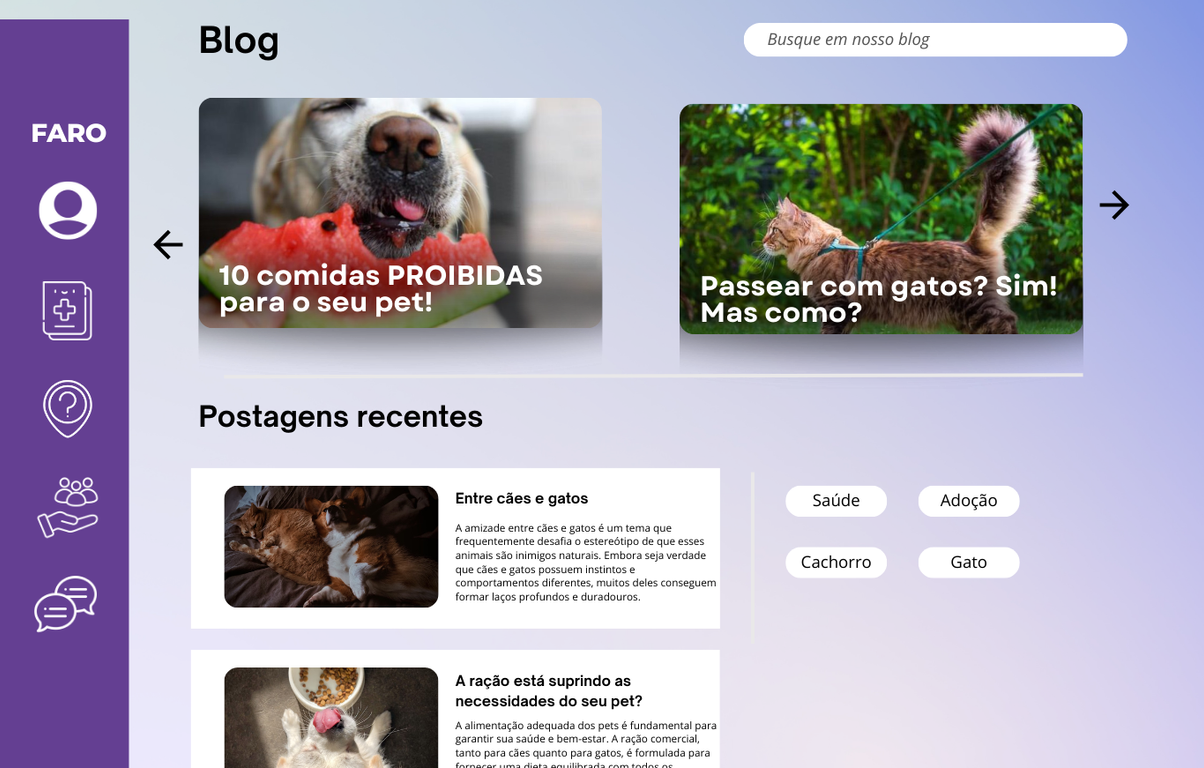 Blog
Busque em nosso blog
FARO
10 comidas PROIBIDAS
para o seu pet!
Passear com gatos? Sim!
Mas como?
Postagens recentes
Entre cães e gatos
A amizade entre cães e gatos é um tema que
frequentemente desafia o estereótipo de que esses
animais são inimigos naturais. Embora seja verdade
que cães e gatos possuem instintos e
comportamentos diferentes, muitos deles conseguem
formar laços profundos e duradouros.
Saúde
Adoção
Cachorro
Gato
A ração está suprindo as
necessidades do seu pet?
A alimentação adequada dos pets é fundamental para
garantir sua saúde e bem-estar. A ração comercial,
tanto para cães quanto para gatos, é formulada para
fornecer uma dieta equilibrada com todos os